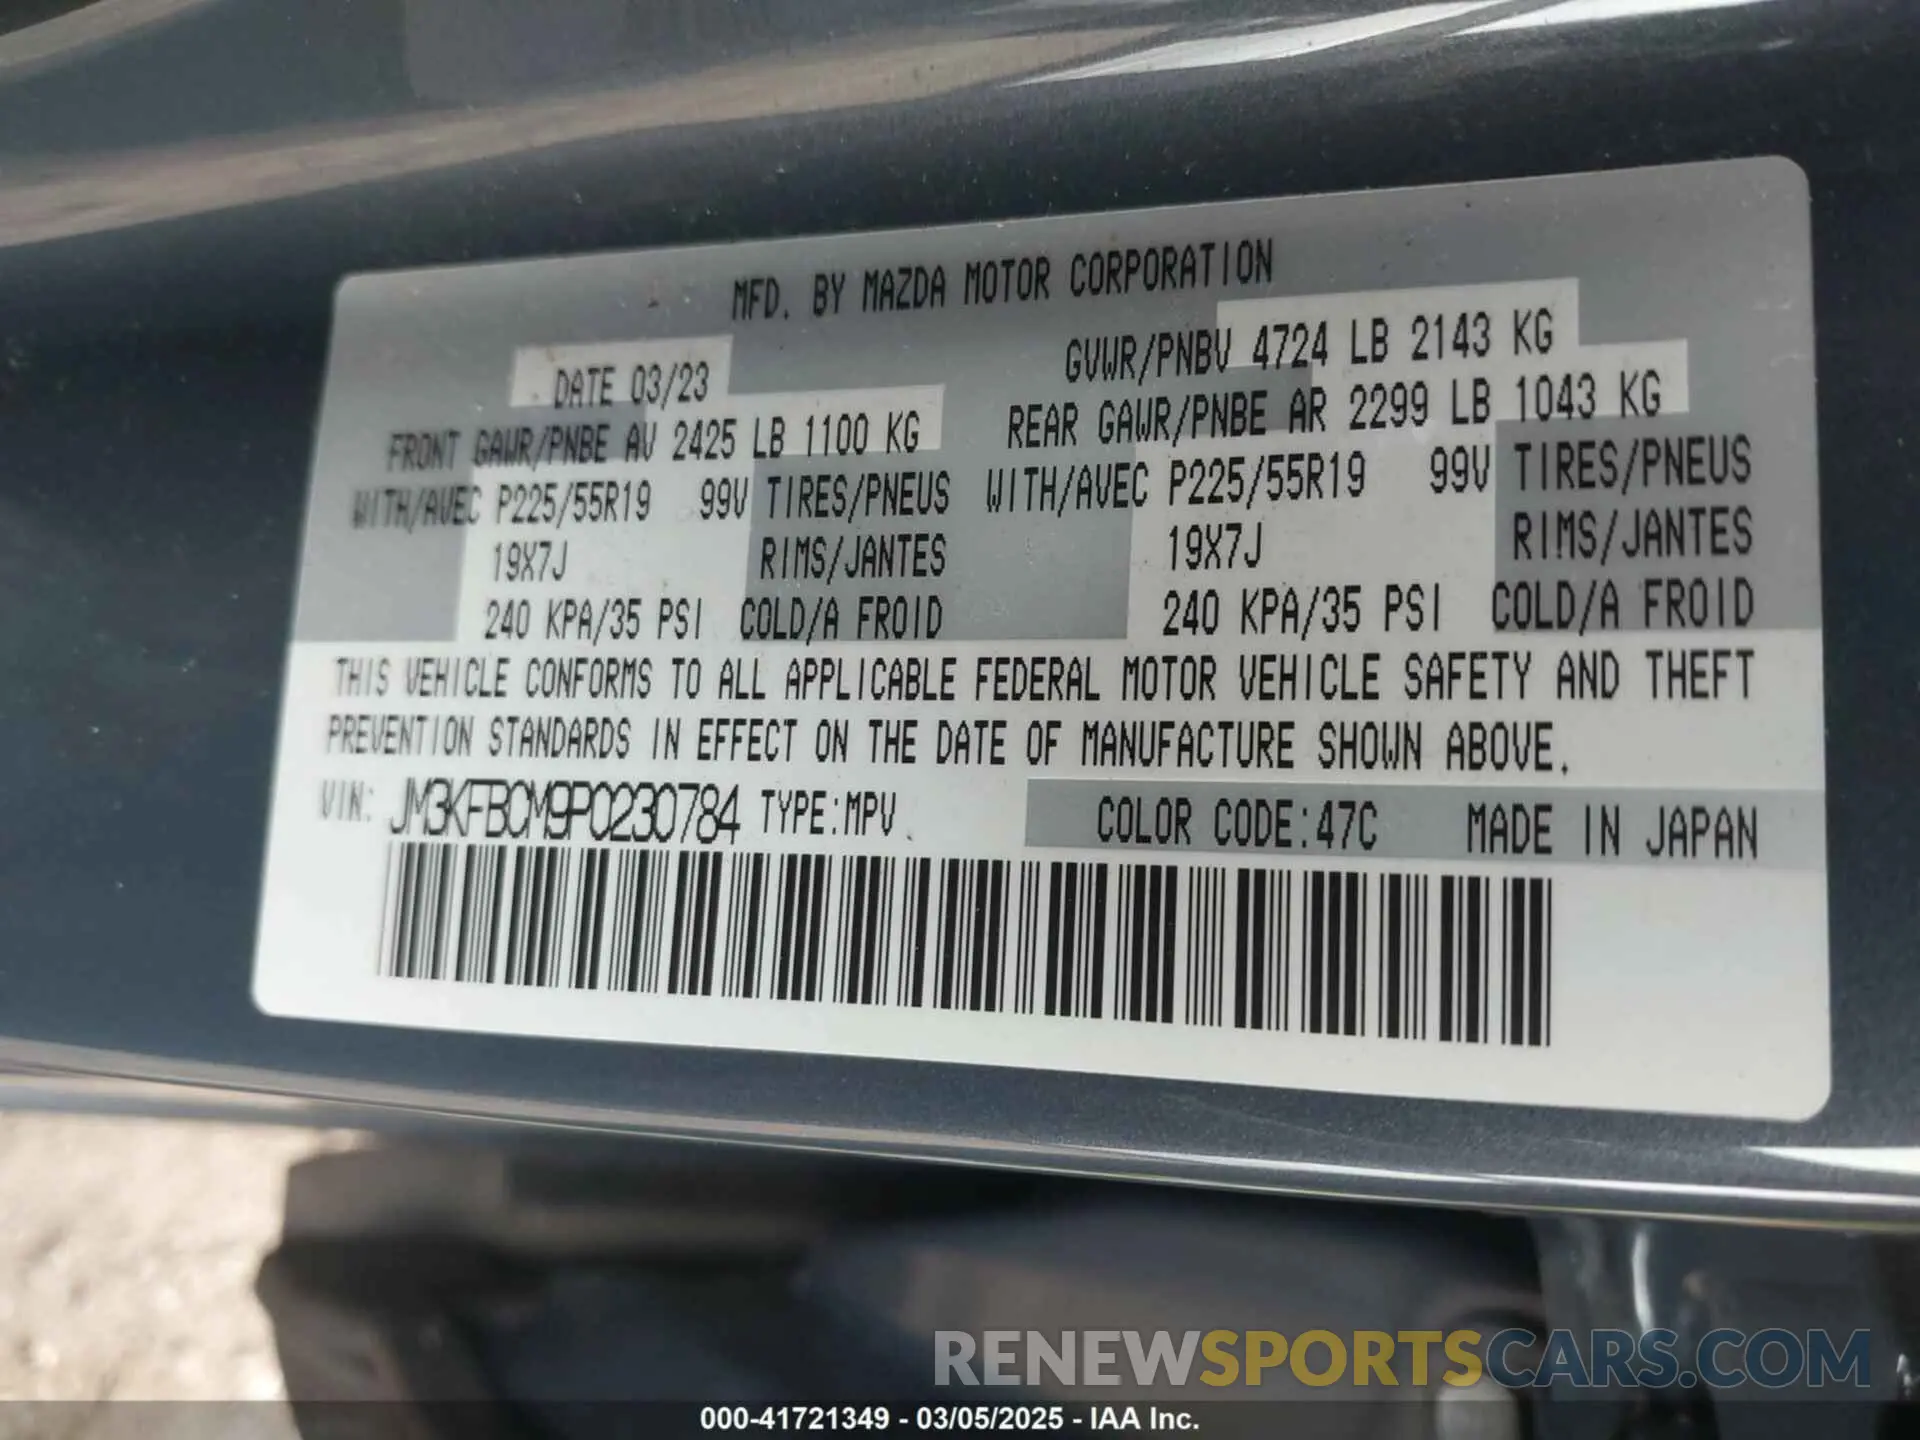 MFD. BY MAZDA MOTOR CORPORATION
DATE 03/23 GVWR/PNBV 4724 LB 2143 KG
FRONT GAWR/PNBE AV 2425 LB 1100 KG REAR GAWR/PNBE AR 2299 LB 1043 KG
WITH/AVEC P225/55R19 99V TIRES/PNEUS WITH/AVEC P225/55R19 99V TIRES/PNEUS
19X7J RIMS/JANTES 19X7J RIMS/JANTES
240 KPA/35 PSI COLD/A FROID 240 KPA/35 PSI COLD/A FROID
THIS VEHICLE CONFORMS TO ALL APPLICABLE FEDERAL MOTOR VEHICLE SAFETY AND THEFT
PREVENTION STANDARDS IN EFFECT ON THE DATE OF MANUFACTURE SHOWN ABOVE.
VIN: JM3KFBCM9P0230784 TYPE:MPV COLOR CODE:47C MADE IN JAPAN
RENEWSPORTSCARS.COM
000-41721349 - 03/05/2025 - IAA Inc.